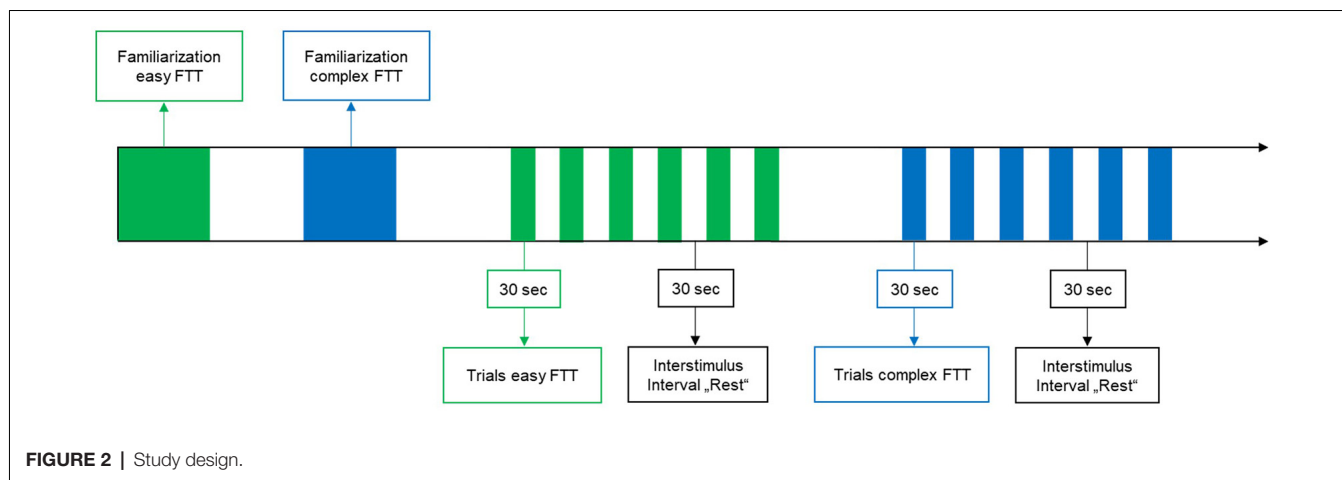 Familiarization
easy FTT
Familiarization
complex FTT
30 sec
30 sec
30 sec
30 sec
Trials easy FTT
Interstimulus
Interval „Rest“
Trials complex FTT
Interstimulus
Interval „Rest“
FIGURE 2 | Study design.